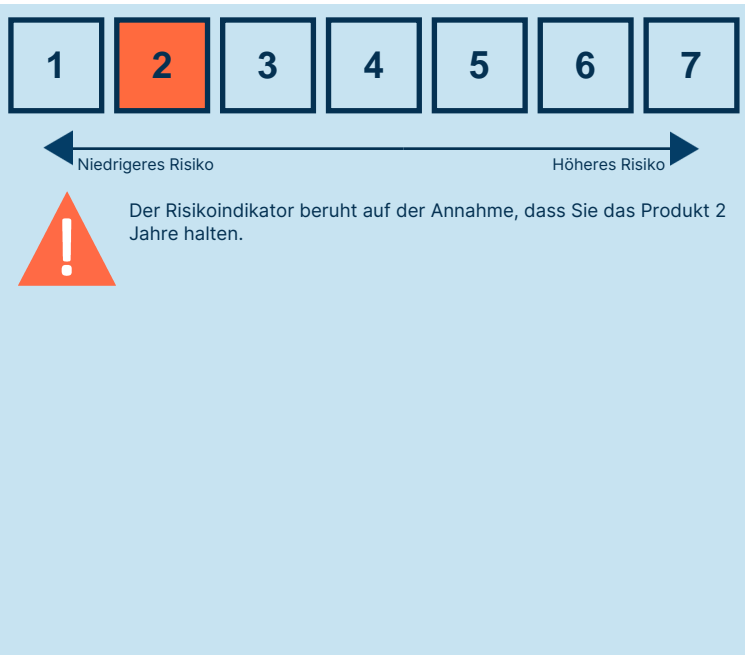 1 2 3 4 5 6 7
Niedrigeres Risiko Höheres Risiko
Der Risikoindikator beruht auf der Annahme, dass Sie das Produkt 2
Jahre halten.
!